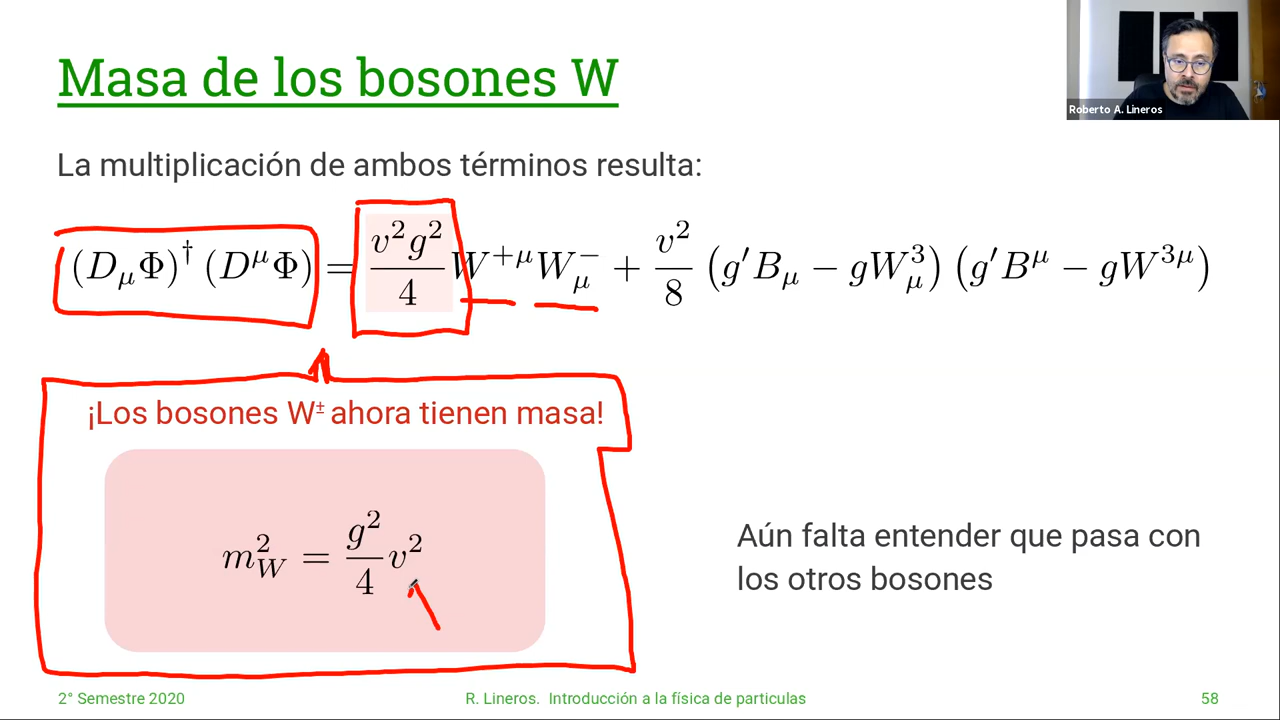 Masa de los bosones W
Roberto A. Lineros
La multiplicación de ambos términos resulta:
(D_μΦ)^† (D^μΦ) = v²g²/4 W^{+μ}W^-_μ + v²/8 (g′B_μ − gW³_μ) (g′B^μ − gW^{3μ})
¡Los bosones W± ahora tienen masa!
m²_W = g²/4 v²
Aún falta entender que pasa con
los otros bosones
2° Semestre 2020
R. Lineros. Introducción a la física de particulas
58